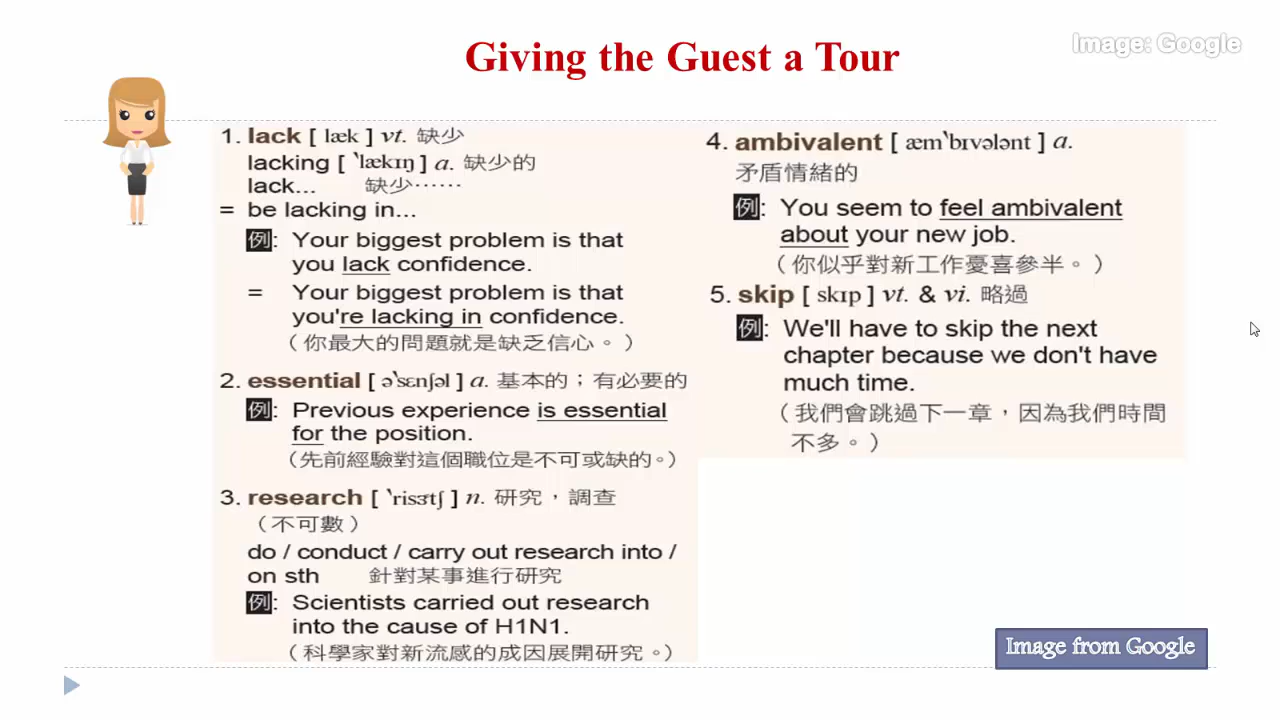 Giving the Guest a Tour
Image: Google
1. lack [ læk ] vt. 缺少
lacking [ ˋlækɪŋ ] a. 缺少的
lack... 缺少……
= be lacking in...
例: Your biggest problem is that
you lack confidence.
= Your biggest problem is that
you're lacking in confidence.
（你最大的問題就是缺乏信心。）
2. essential [ əˋsɛnʃəl ] a. 基本的；有必要的
例: Previous experience is essential
for the position.
（先前經驗對這個職位是不可或缺的。）
3. research [ ˋrisɝtʃ ] n. 研究，調查
（不可數）
do / conduct / carry out research into /
on sth 針對某事進行研究
例: Scientists carried out research
into the cause of H1N1.
（科學家對新流感的成因展開研究。）
4. ambivalent [ æmˋbɪvələnt ] a.
矛盾情緒的
例: You seem to feel ambivalent
about your new job.
（你似乎對新工作憂喜參半。）
5. skip [ skɪp ] vt. & vi. 略過
例: We'll have to skip the next
chapter because we don't have
much time.
（我們會跳過下一章，因為我們時間
不多。）
Image from Google